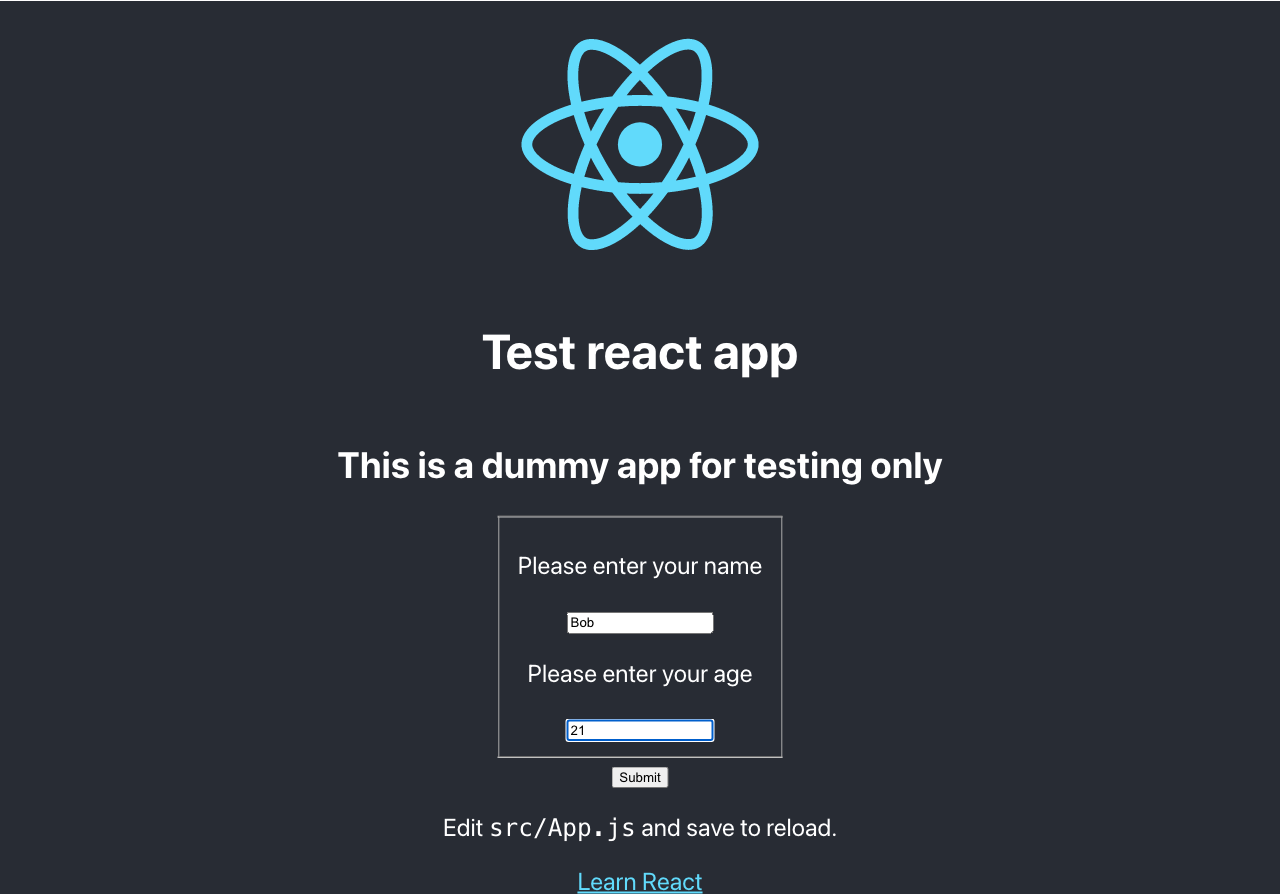 Test react app
This is a dummy app for testing only
Please enter your name
Bob
Please enter your age
21
Submit
Edit src/App.js and save to reload.
Learn React